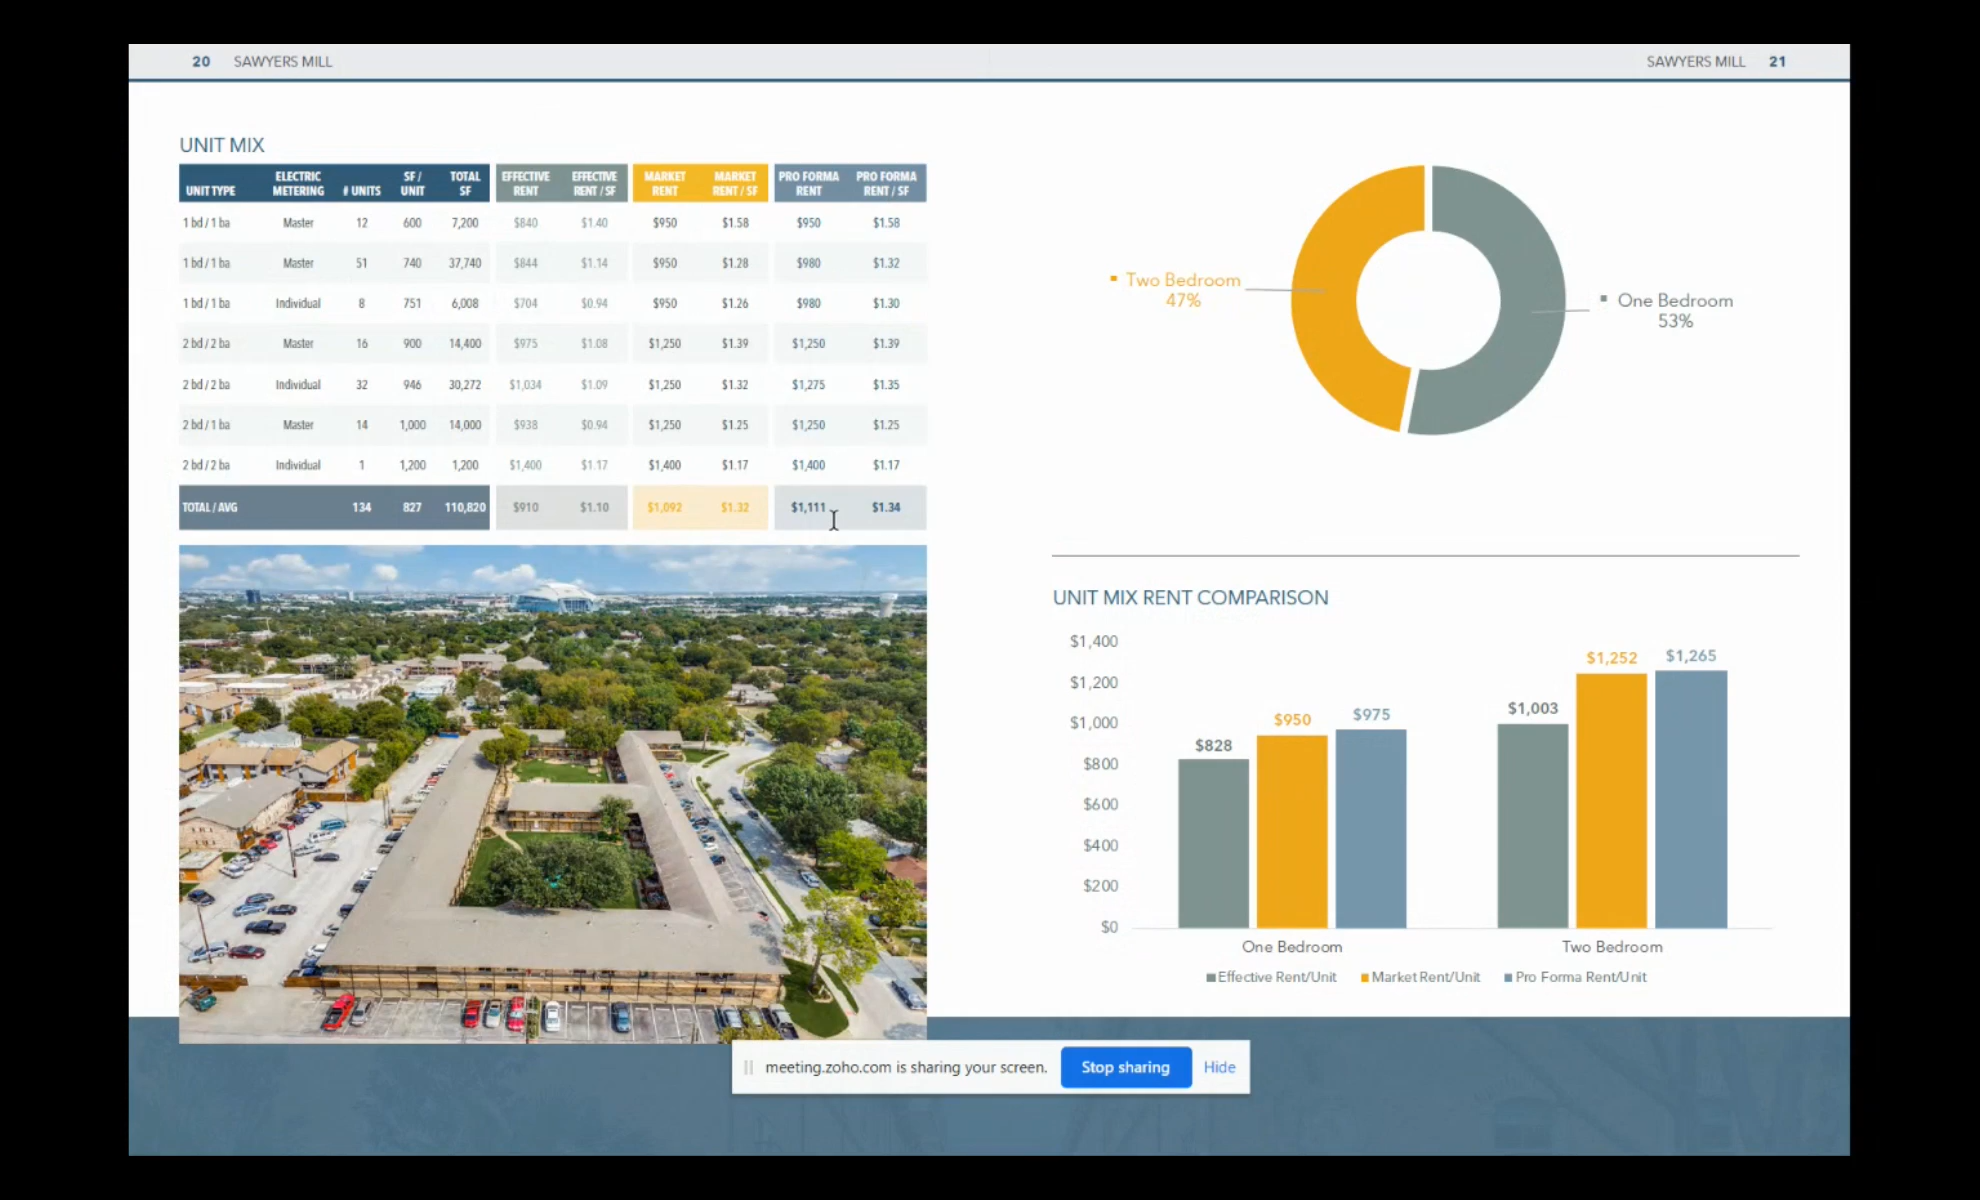 20 SAWYERS MILL
SAWYERS MILL 21
UNIT MIX
UNIT TYPE ELECTRIC METERING # UNITS SF / UNIT TOTAL SF EFFECTIVE RENT EFFECTIVE RENT / SF MARKET RENT MARKET RENT / SF PRO FORMA RENT PRO FORMA RENT / SF
1 bd / 1 ba Master 12 600 7,200 $840 $1.40 $950 $1.58 $950 $1.58
1 bd / 1 ba Master 51 740 37,740 $844 $1.14 $950 $1.28 $980 $1.32
1 bd / 1 ba Individual 8 751 6,008 $704 $0.94 $950 $1.26 $980 $1.30
2 bd / 2 ba Master 16 900 14,400 $975 $1.08 $1,250 $1.39 $1,250 $1.39
2 bd / 2 ba Individual 32 946 30,272 $1,034 $1.09 $1,250 $1.32 $1,275 $1.35
2 bd / 1 ba Master 14 1,000 14,000 $938 $0.94 $1,250 $1.25 $1,250 $1.25
2 bd / 2 ba Individual 1 1,200 1,200 $1,400 $1.17 $1,400 $1.17 $1,400 $1.17
TOTAL / AVG 134 827 110,820 $910 $1.10 $1,092 $1.32 $1,111 $1.34
Two Bedroom
47%
One Bedroom
53%
UNIT MIX RENT COMPARISON
$1,400
$1,200
$1,000
$800
$600
$400
$200
$0
$828
$950
$975
$1,003
$1,252
$1,265
One Bedroom
Two Bedroom
Effective Rent/Unit Market Rent/Unit Pro Forma Rent/Unit
meeting.zoho.com is sharing your screen. Stop sharing Hide